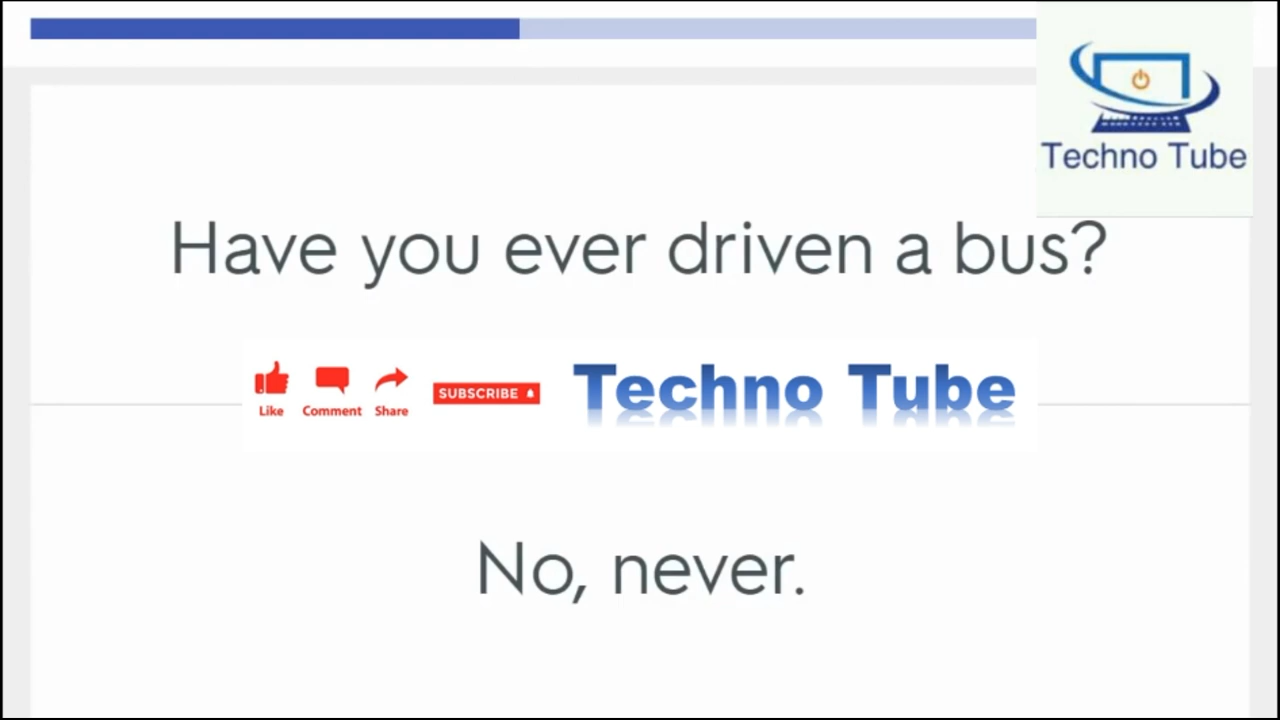 Techno Tube
Have you ever driven a bus?
Like Comment Share SUBSCRIBE Techno Tube
No, never.